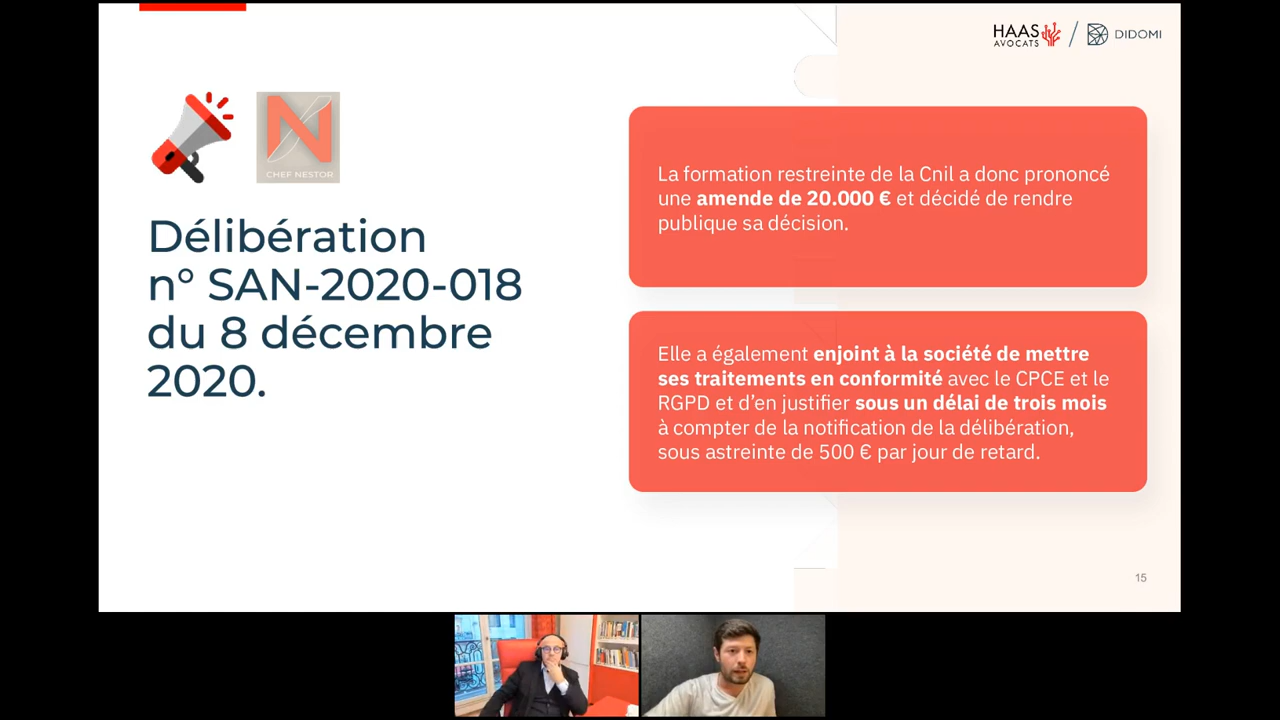 HAAS
AVOCATS
DIDOMI
CHEF NESTOR
Délibération
n° SAN-2020-018
du 8 décembre
2020.
La formation restreinte de la Cnil a donc prononcé
une amende de 20.000 € et décidé de rendre
publique sa décision.
Elle a également enjoint à la société de mettre
ses traitements en conformité avec le CPCE et le
RGPD et d’en justifier sous un délai de trois mois
à compter de la notification de la délibération,
sous astreinte de 500 € par jour de retard.
15